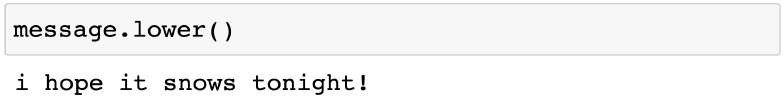 message.lower()
i hope it snows tonight!